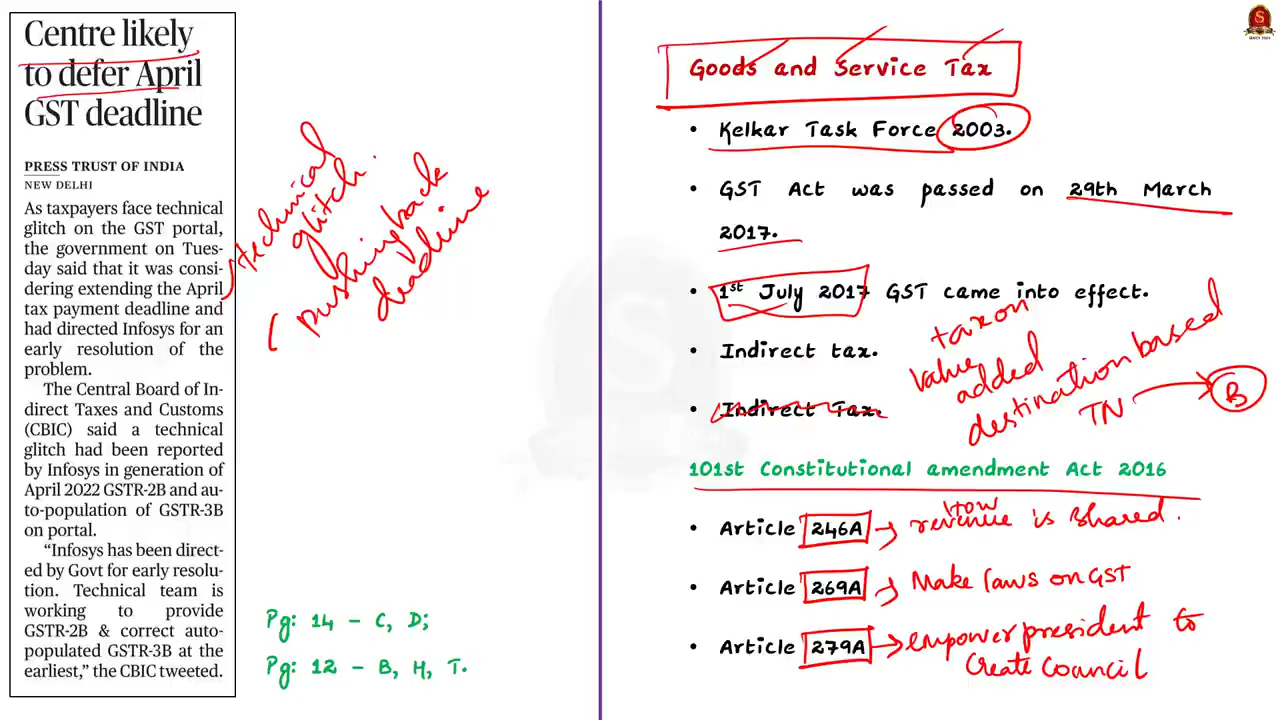 Centre likely
to defer April
GST deadline
PRESS TRUST OF INDIA
NEW DELHI
As taxpayers face technical
glitch on the GST portal,
the government on Tues-
day said that it was consi-
dering extending the April
tax payment deadline and
had directed Infosys for an
early resolution of the
problem.
The Central Board of In-
direct Taxes and Customs
(CBIC) said a technical
glitch had been reported
by Infosys in generation of
April 2022 GSTR-2B and au-
to-population of GSTR-3B
on portal.
"Infosys has been direct-
ed by Govt for early resolu-
tion. Technical team is
working to provide
GSTR-2B & correct auto-
populated GSTR-3B at the
earliest," the CBIC tweeted.
technical
glitch.
pushing back
deadline
Pg: 14 - C, D;
Pg: 12 - B, H, T.
Goods and Service Tax
• Kelkar Task Force 2003.
• GST Act was passed on 29th March
2017.
• 1st July 2017 GST came into effect.
• Indirect tax.
• Indirect Tax.
tax on
value
added
destination based
TN → B
101st Constitutional amendment Act 2016
• Article 246A → How revenue is shared.
• Article 269A → Make laws on GST
• Article 279A → empower president to
create council
S